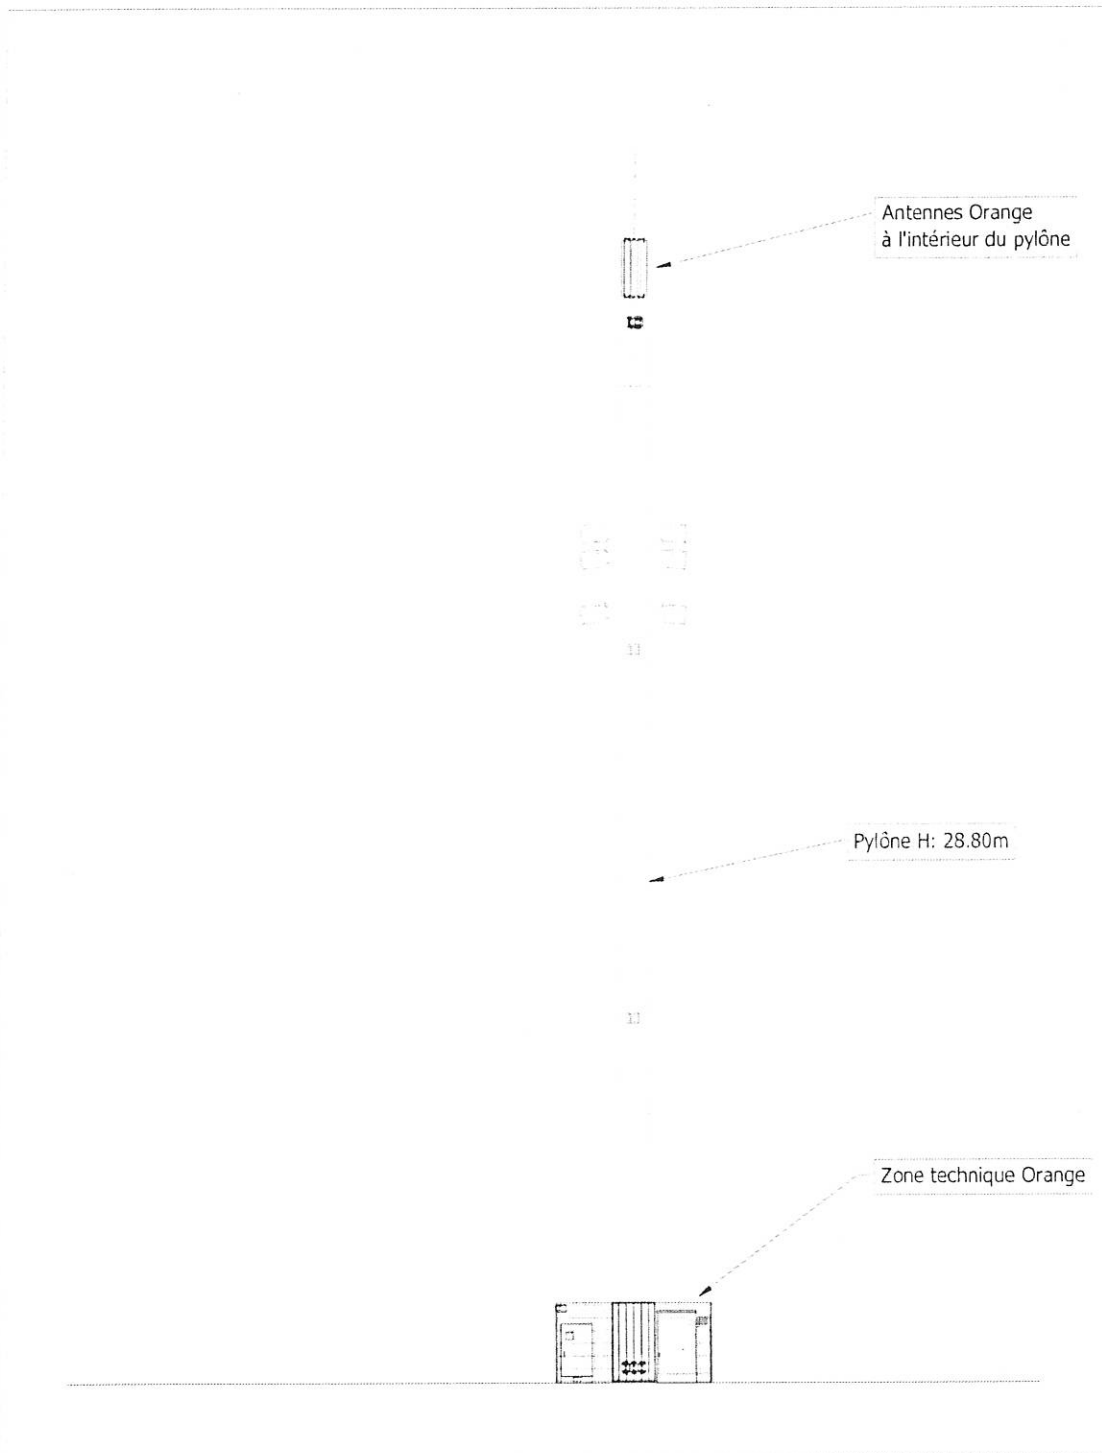 Antennes Orange
à l'intérieur du pylône
Pylône H: 28.80m
Zone technique Orange